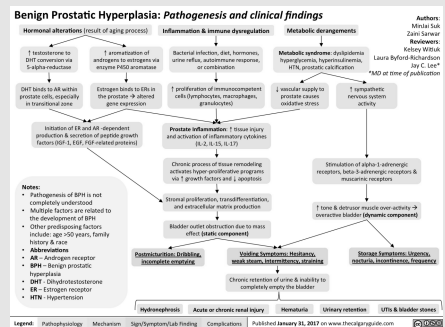 Benign Prostatic Hyperplasia: Pathogenesis and clinical findings
Authors:
MinJai Suk
Zaini Sarwar
Reviewers:
Kelsey Witiuk
Laura Byford-Richardson
Jay C. Lee*
*MD at time of publication
Hormonal alterations (result of aging process)
Inflammation & immune dysregulation
Metabolic derangements
↑ testosterone to
DHT conversion via
5-alpha-reductase
↑ aromatization of
androgens to estrogens via
enzyme P450 aromatase
Bacterial infection, diet, hormones,
urine reflux, autoimmune response,
or combination
Metabolic syndrome: dyslipidemia
hyperglycemia, hyperinsulinemia,
HTN, prostatic calcification
DHT binds to AR within
prostate cells, especially
in transitional zone
Estrogen binds to ERs in
the prostate → altered
gene expression
↑ proliferation of immunocompetent
cells (lymphocytes, macrophages,
granulocytes)
↓ vascular supply to
prostate causes
oxidative stress
↑ sympathetic
nervous system
activity
Initiation of ER and AR -dependent
production & secretion of peptide growth
factors (IGF-1, EGF, FGF-related proteins)
Prostate inflammation: ↑ tissue injury
and activation of inflammatory cytokines
(IL-2, IL-15, IL-17)
Chronic process of tissue remodeling
activates hyper-proliferative programs
via ↑ growth factors and ↓ apoptosis
Stimulation of alpha-1-adrenergic
receptors, beta-3-adrenergic receptors &
muscarinic receptors
Stromal proliferation, transdifferentiation,
and extracellular matrix production
↑ tone & detrusor muscle over-activity →
overactive bladder (dynamic component)
Bladder outlet obstruction due to mass
effect (static component)
Notes:
• Pathogenesis of BPH is not
completely understood
• Multiple factors are related to
the development of BPH
• Other predisposing factors
include: age >50 years, family
history & race
• Abbreviations
• AR – Androgen receptor
• BPH – Benign prostatic
hyperplasia
• DHT - Dihydrotestosterone
• ER – Estrogen receptor
• HTN - Hypertension
Postmicturition: Dribbling,
incomplete emptying
Voiding Symptoms: Hesitancy,
weak steam, intermittency, straining
Storage Symptoms: Urgency,
nocturia, incontinence, frequency
Chronic retention of urine & inability to
completely empty the bladder
Hydronephrosis
Acute or chronic renal injury
Hematuria
Urinary retention
UTIs & bladder stones
Legend: Pathophysiology Mechanism Sign/Symptom/Lab Finding Complications Published January 31, 2017 on www.thecalgaryguide.com